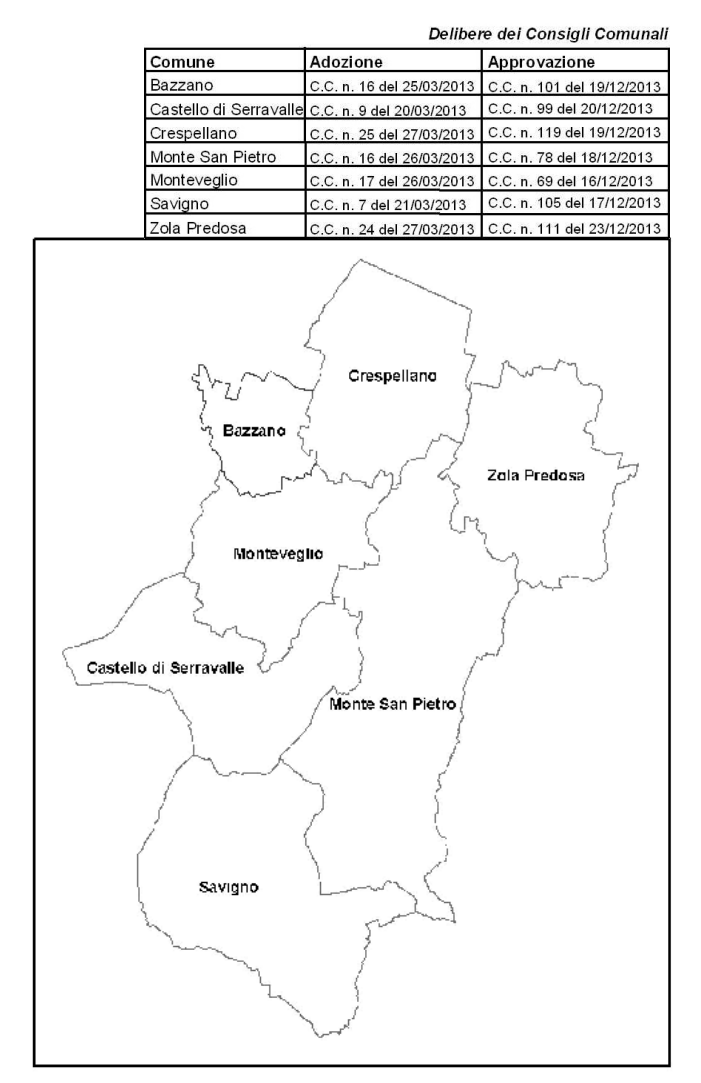 Delibere dei Consigli Comunali
Comune Adozione Approvazione
Bazzano C.C. n. 16 del 25/03/2013 C.C. n. 101 del 19/12/2013
Castello di Serravalle C.C. n. 9 del 20/03/2013 C.C. n. 99 del 20/12/2013
Crespellano C.C. n. 25 del 27/03/2013 C.C. n. 119 del 19/12/2013
Monte San Pietro C.C. n. 16 del 26/03/2013 C.C. n. 78 del 18/12/2013
Monteveglio C.C. n. 17 del 26/03/2013 C.C. n. 69 del 16/12/2013
Savigno C.C. n. 7 del 21/03/2013 C.C. n. 105 del 17/12/2013
Zola Predosa C.C. n. 24 del 27/03/2013 C.C. n. 111 del 23/12/2013
Crespellano
Bazzano
Zola Predosa
Monteveglio
Castello di Serravalle
Monte San Pietro
Savigno